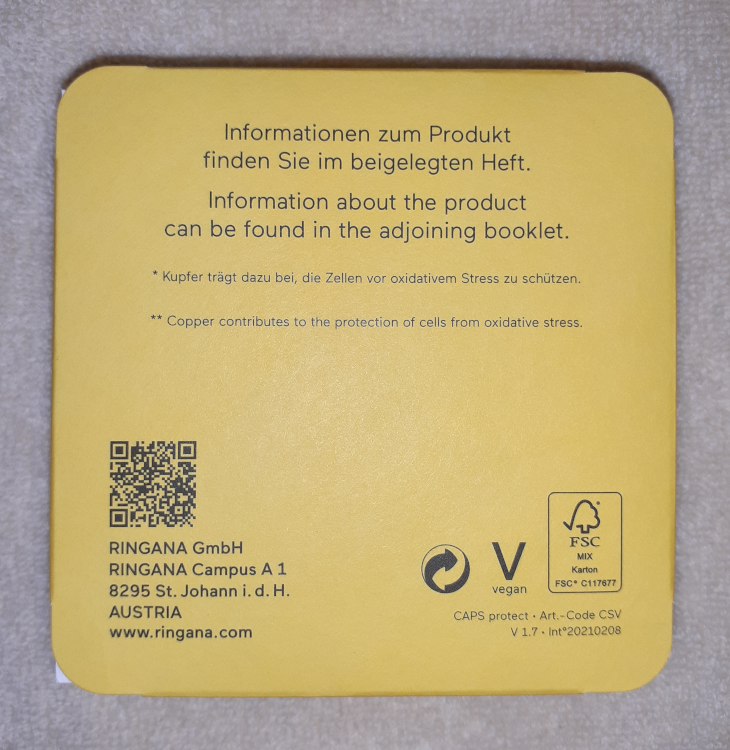 Informationen zum Produkt
finden Sie im beigelegten Heft.
Information about the product
can be found in the adjoining booklet.
* Kupfer trägt dazu bei, die Zellen vor oxidativem Stress zu schützen.
** Copper contributes to the protection of cells from oxidative stress.
RINGANA GmbH
RINGANA Campus A 1
8295 St. Johann i. d. H.
AUSTRIA
www.ringana.com
V
vegan
FSC
MIX
Karton
FSC® C117677
CAPS protect • Art.-Code CSV
V 1.7 • Int°20210208